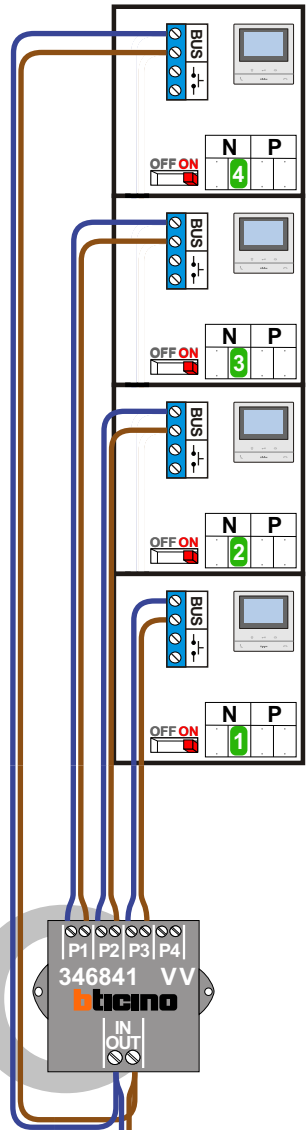 BUS
OFF ON
N P
4
BUS
OFF ON
N P
3
BUS
OFF ON
N P
2
BUS
OFF ON
N P
1
P1 P2 P3 P4
346841 VV
bticino
IN
OUT